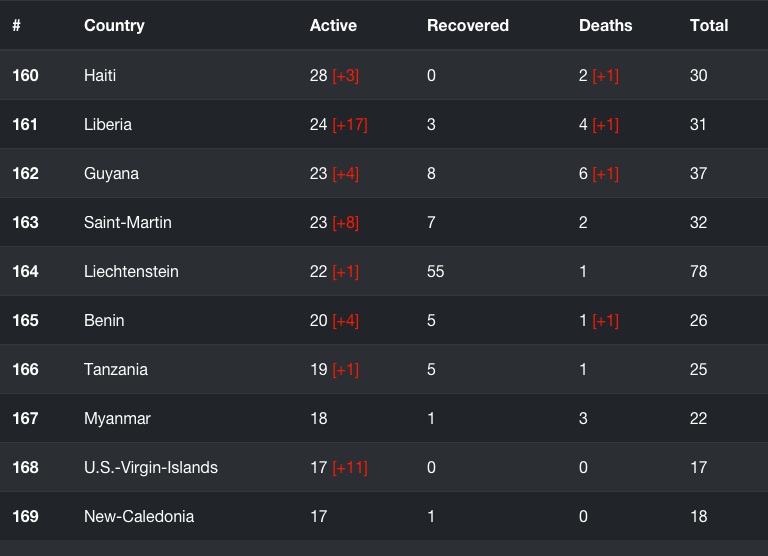 # Country Active Recovered Deaths Total
160 Haiti 28 [+3] 0 2 [+1] 30
161 Liberia 24 [+17] 3 4 [+1] 31
162 Guyana 23 [+4] 8 6 [+1] 37
163 Saint-Martin 23 [+8] 7 2 32
164 Liechtenstein 22 [+1] 55 1 78
165 Benin 20 [+4] 5 1 [+1] 26
166 Tanzania 19 [+1] 5 1 25
167 Myanmar 18 1 3 22
168 U.S.-Virgin-Islands 17 [+11] 0 0 17
169 New-Caledonia 17 1 0 18